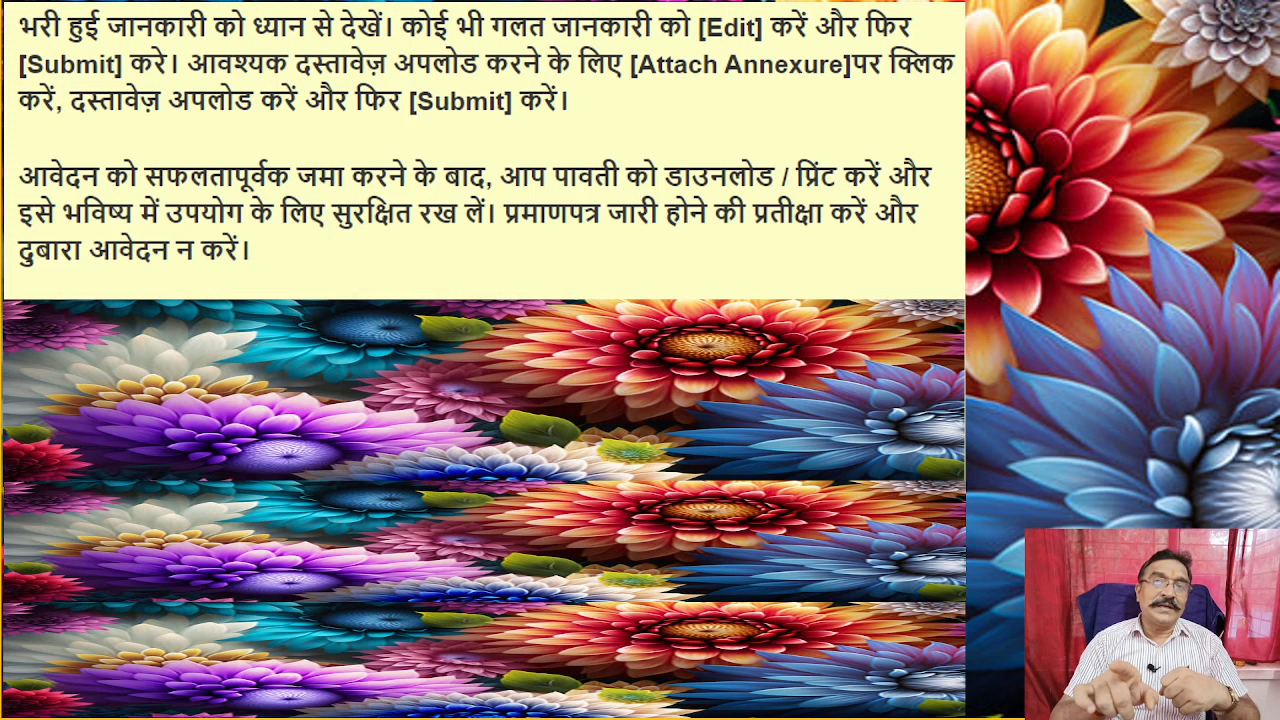 भरी हुई जानकारी को ध्यान से देखें। कोई भी गलत जानकारी को [Edit] करें और फिर
[Submit] करे। आवश्यक दस्तावेज़ अपलोड करने के लिए [Attach Annexure]पर क्लिक
करें, दस्तावेज़ अपलोड करें और फिर [Submit] करें।
आवेदन को सफलतापूर्वक जमा करने के बाद, आप पावती को डाउनलोड / प्रिंट करें और
इसे भविष्य में उपयोग के लिए सुरक्षित रख लें। प्रमाणपत्र जारी होने की प्रतीक्षा करें और
दुबारा आवेदन न करें।